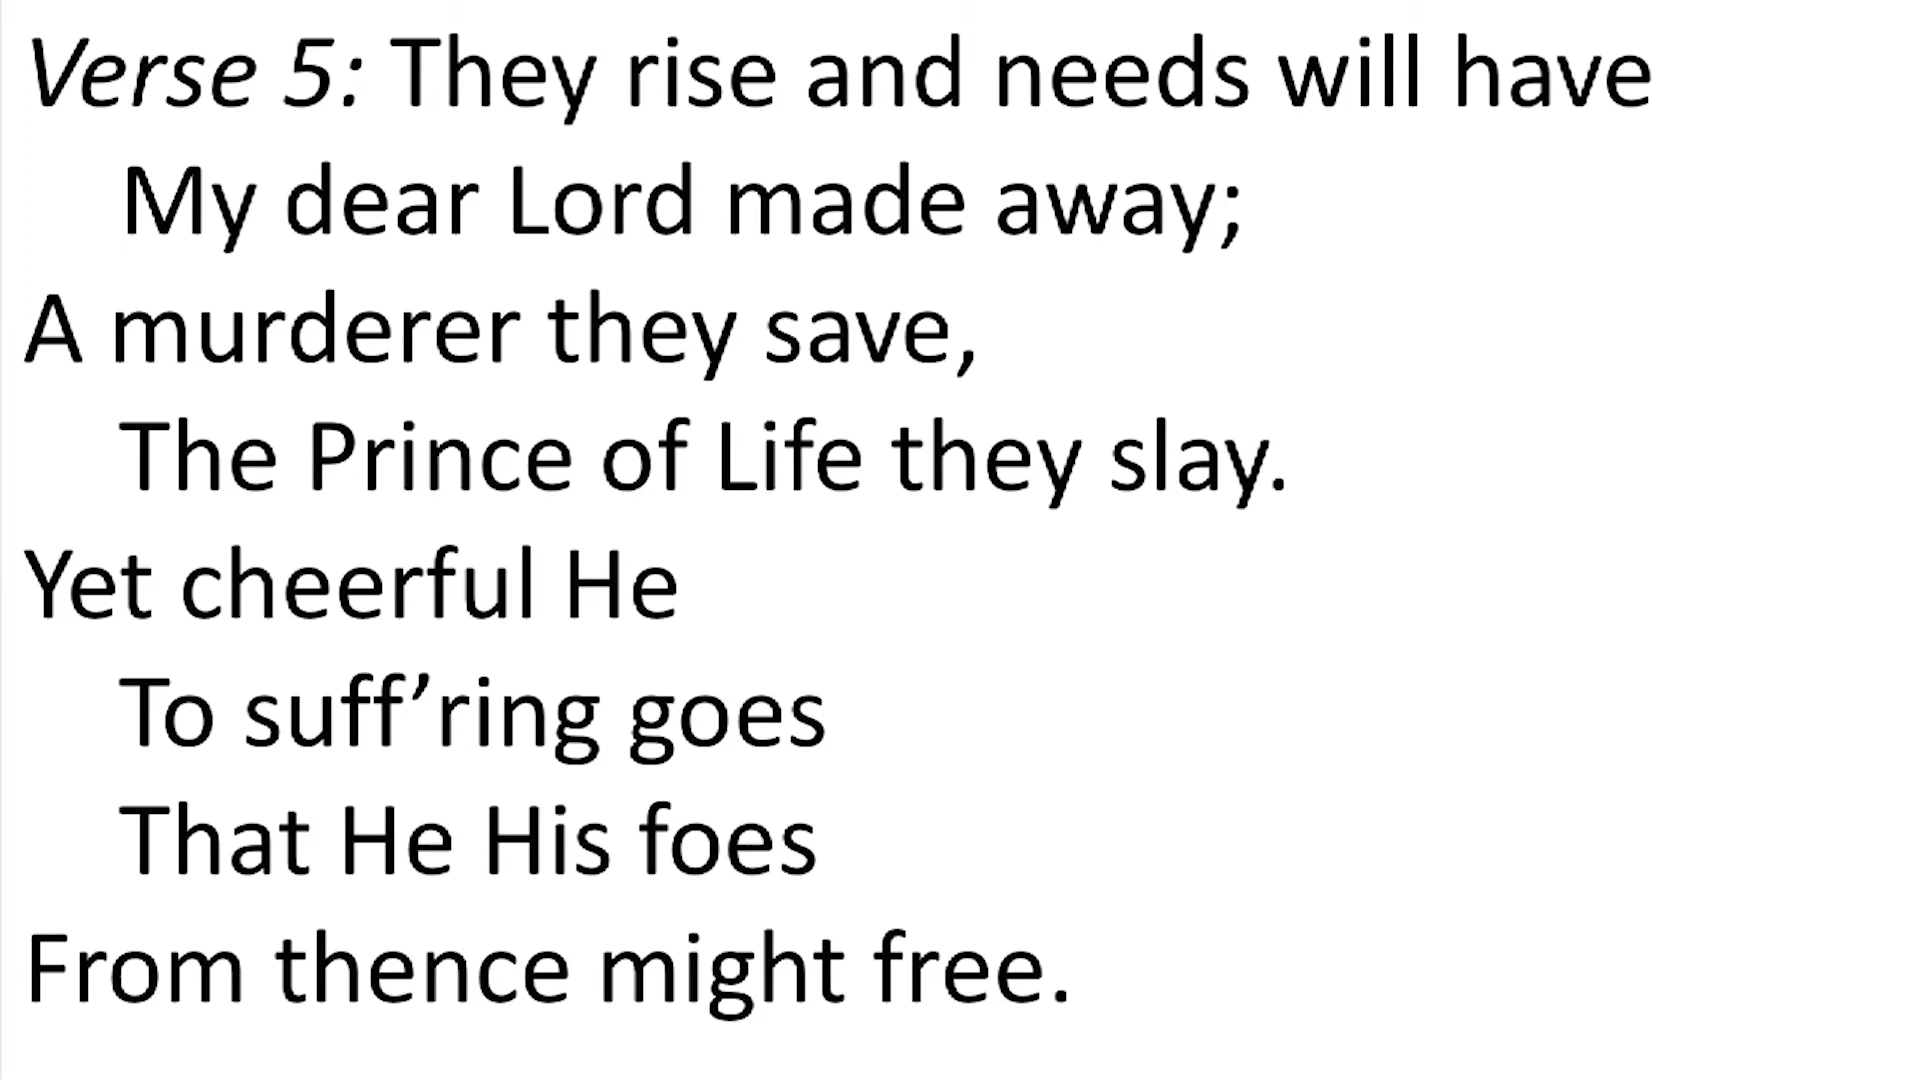 Verse 5: They rise and needs will have
My dear Lord made away;
A murderer they save,
The Prince of Life they slay.
Yet cheerful He
To suff’ring goes
That He His foes
From thence might free.